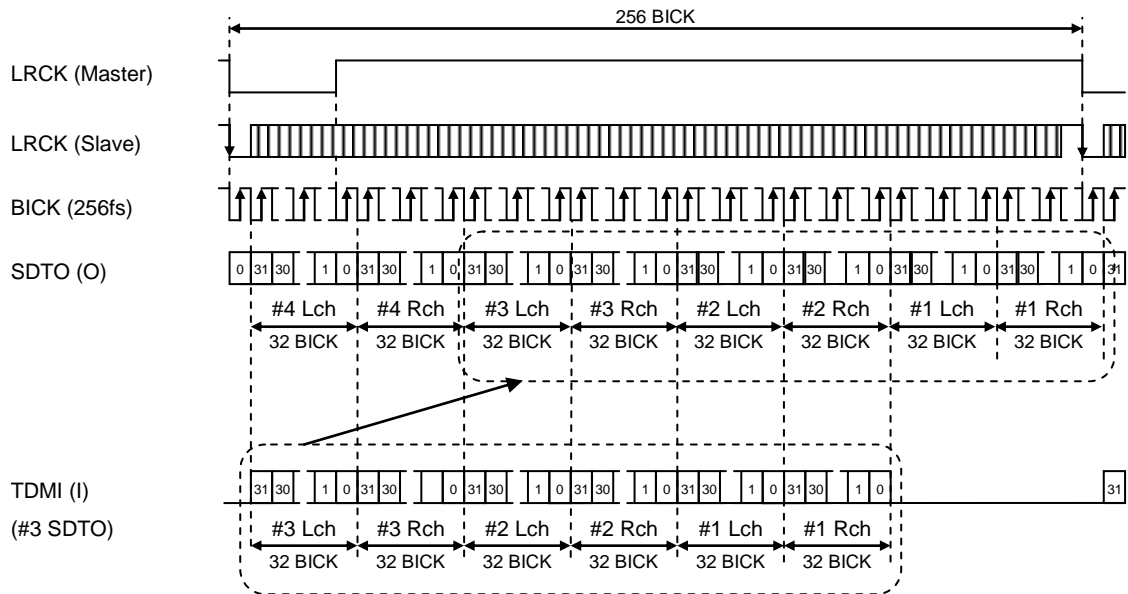 256 BICK
LRCK (Master)
LRCK (Slave)
BICK (256fs)
SDTO (O)
0 31 30 1 0 31 30 1 0 31 30 1 0 31 30 1 0 31 30 1 0 31 30 1 0 31 30 1 0 31 30 1 0 31
#4 Lch #4 Rch #3 Lch #3 Rch #2 Lch #2 Rch #1 Lch #1 Rch
32 BICK 32 BICK 32 BICK 32 BICK 32 BICK 32 BICK 32 BICK 32 BICK
TDMI (I)
31 30 1 0 31 30 0 31 30 1 0 31 30 1 0 31 30 1 0 31 30 1 0 31
(#3 SDTO)
#3 Lch #3 Rch #2 Lch #2 Rch #1 Lch #1 Rch
32 BICK 32 BICK 32 BICK 32 BICK 32 BICK 32 BICK